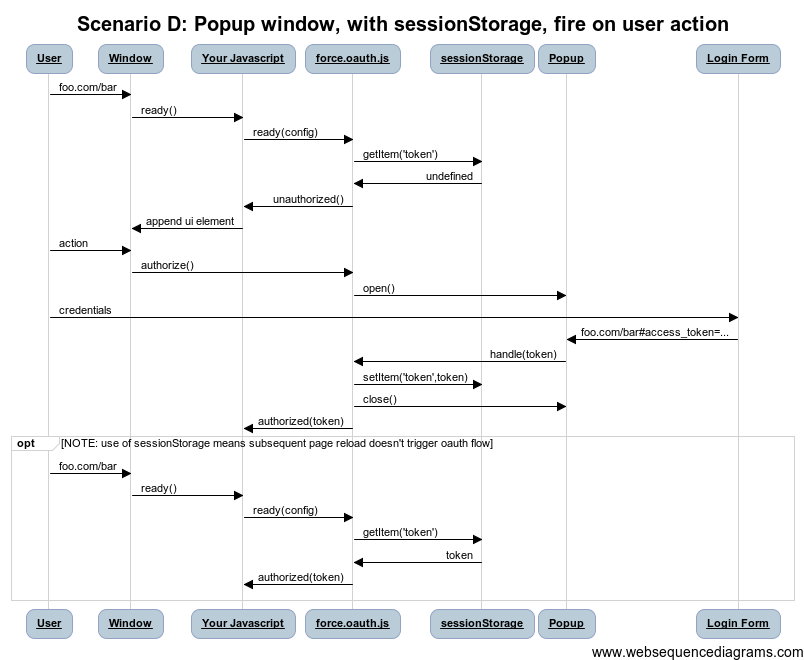 Scenario D: Popup window, with sessionStorage, fire on user action
User Window Your Javascript force.oauth.js sessionStorage Popup Login Form
foo.com/bar
ready()
ready(config)
getItem('token')
undefined
unauthorized()
append ui element
action
authorize()
open()
credentials
foo.com/bar#access_token=...
handle(token)
setItem('token',token)
close()
authorized(token)
opt [NOTE: use of sessionStorage means subsequent page reload doesn't trigger oauth flow]
foo.com/bar
ready()
ready(config)
getItem('token')
token
authorized(token)
User Window Your Javascript force.oauth.js sessionStorage Popup Login Form
www.websequencediagrams.com